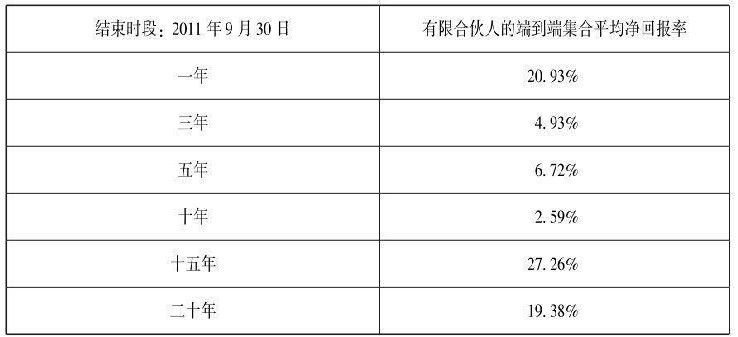 结束时段：2011 年 9 月 30 日 有限合伙人的端到端集合平均净回报率
一年 20.93%
三年 4.93%
五年 6.72%
十年 2.59%
十五年 27.26%
二十年 19.38%